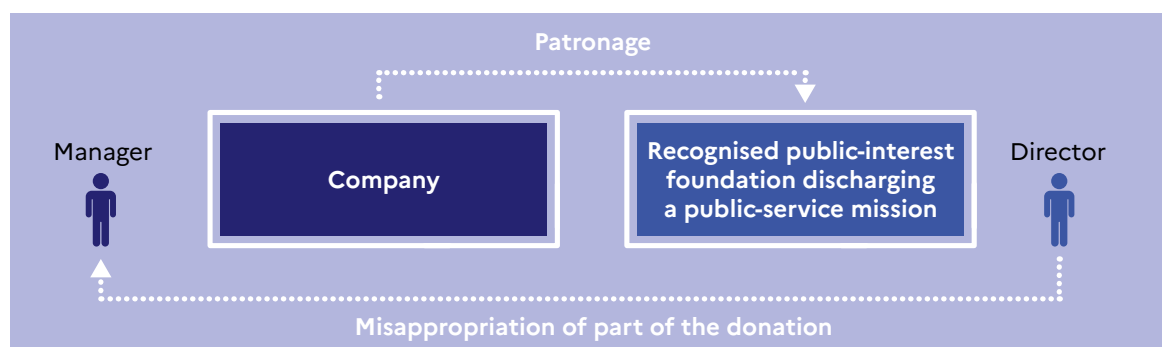 Patronage
Manager
Company
Recognised public-interest
foundation discharging
a public-service mission
Director
Misappropriation of part of the donation